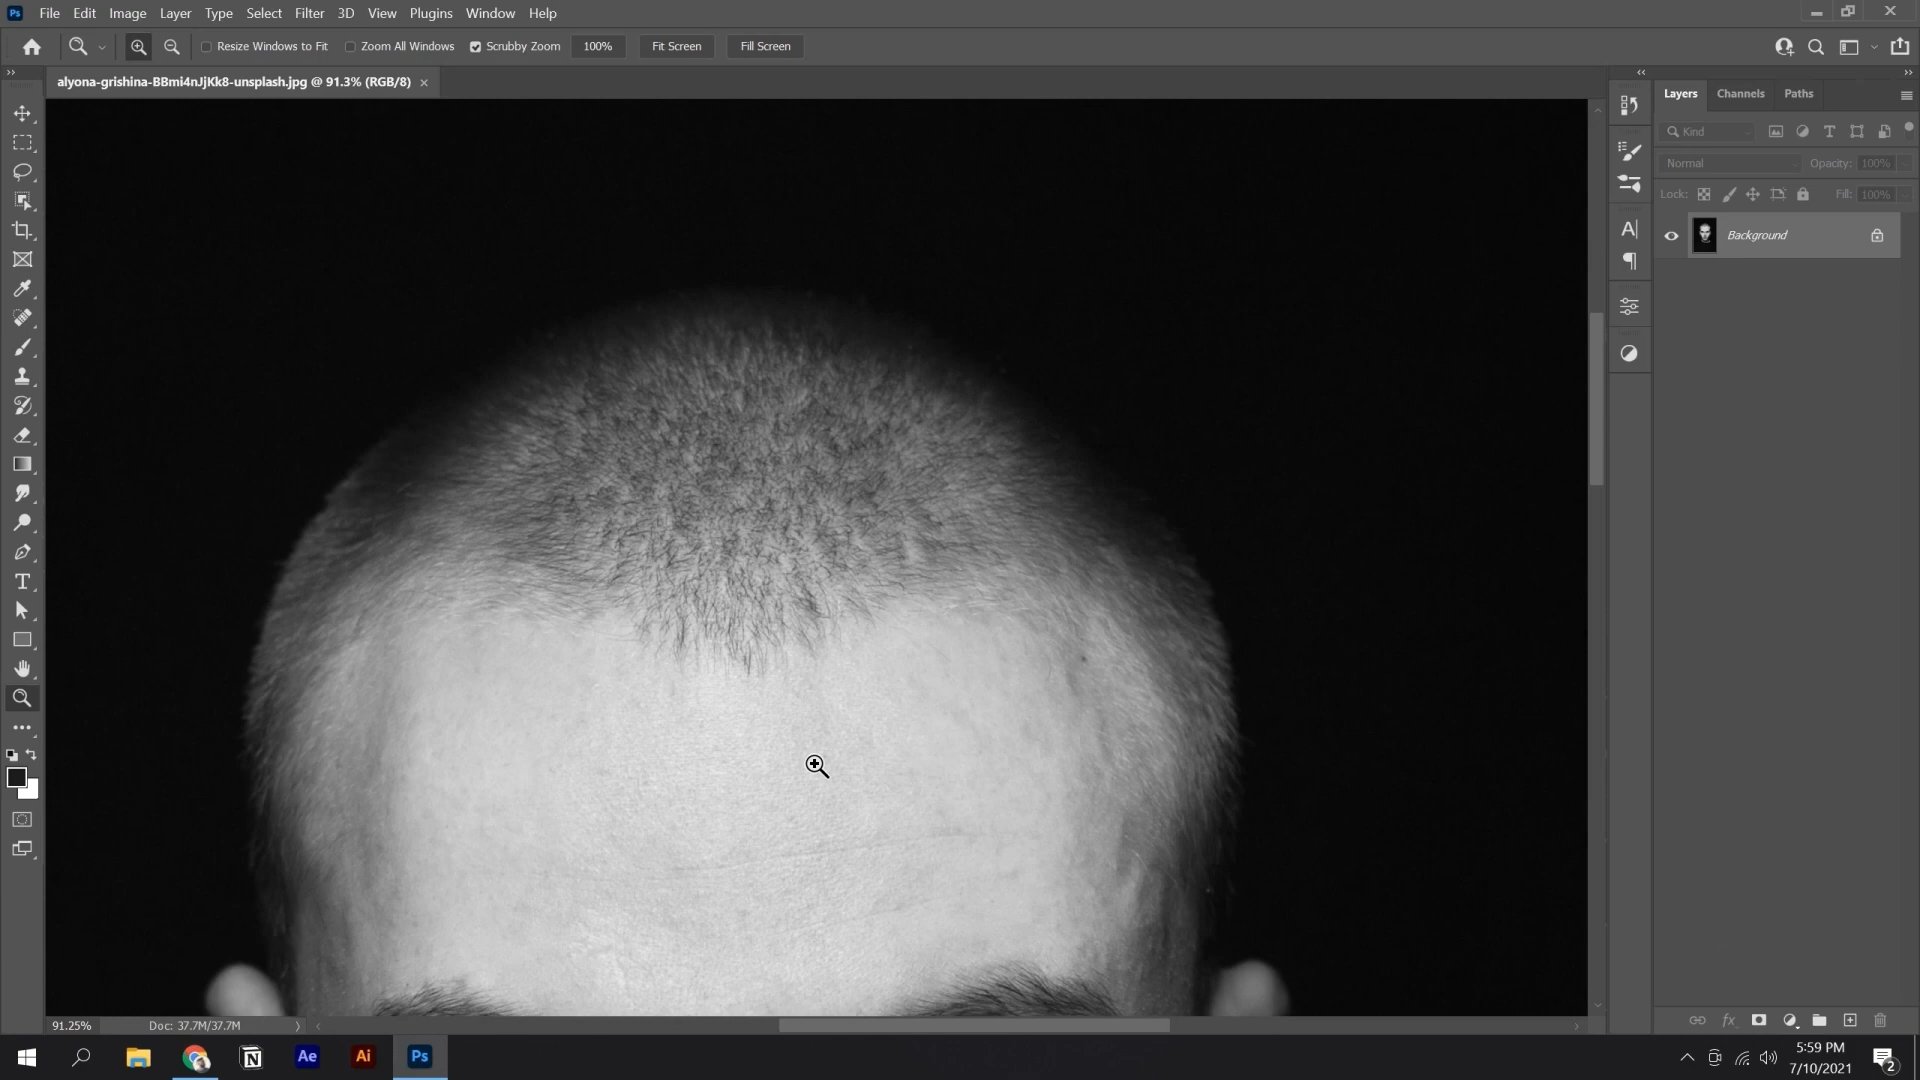 Ps File Edit Image Layer Type Select Filter 3D View Plugins Window Help
Resize Windows to Fit Zoom All Windows Scrubby Zoom 100% Fit Screen Fill Screen
alyona-grishina-BBmi4nJjKk8-unsplash.jpg @ 91.3% (RGB/8)
Layers Channels Paths
Kind
Normal Opacity: 100%
Lock: Fill: 100%
Background
91.25% Doc: 37.7M/37.7M
Ae Ai Ps
5:59 PM
7/10/2021
2